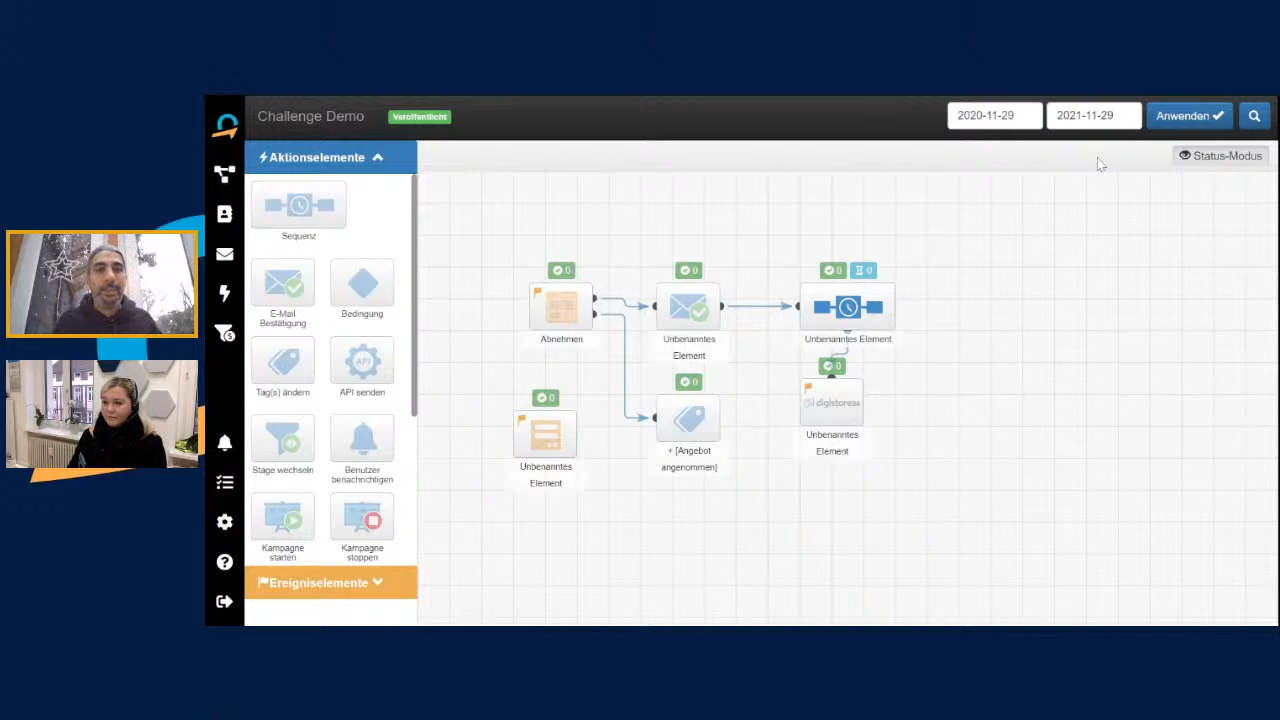 Challenge Demo
Veröffentlicht
2020-11-29
2021-11-29
Anwenden
Aktionselemente
Status-Modus
Sequenz
E-Mail
Bestätigung
Bedingung
Tag(s) ändern
API
API senden
Stage wechseln
Benutzer
benachrichtigen
Kampagne
starten
Kampagne
stoppen
Ereigniselemente
0
Abnehmen
0
Unbenanntes
Element
0
0
Unbenanntes Element
0
digistore24
Unbenanntes
Element
0
Unbenanntes
Element
0
+ [Angebot
angenommen]